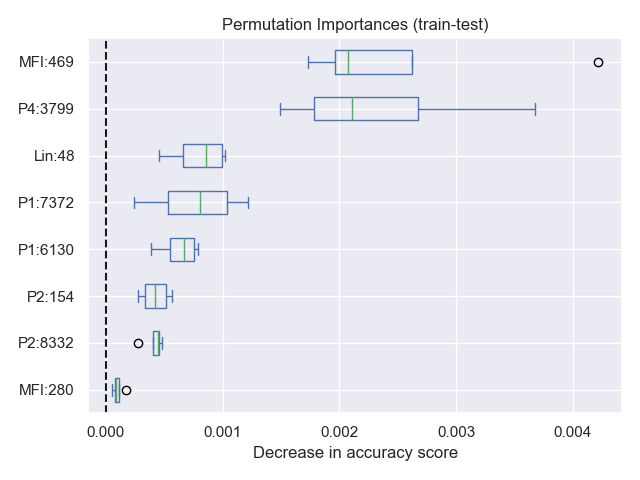 Permutation Importances (train-test)
MFI:469
P4:3799
Lin:48
P1:7372
P1:6130
P2:154
P2:8332
MFI:280
0.000 0.001 0.002 0.003 0.004
Decrease in accuracy score